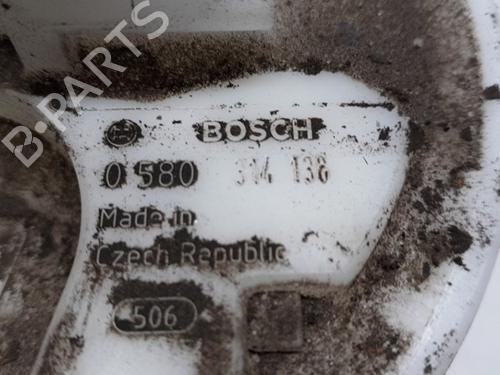 B·PARTS
BOSCH
0 580 314 138
Made in
Czech Republic
506